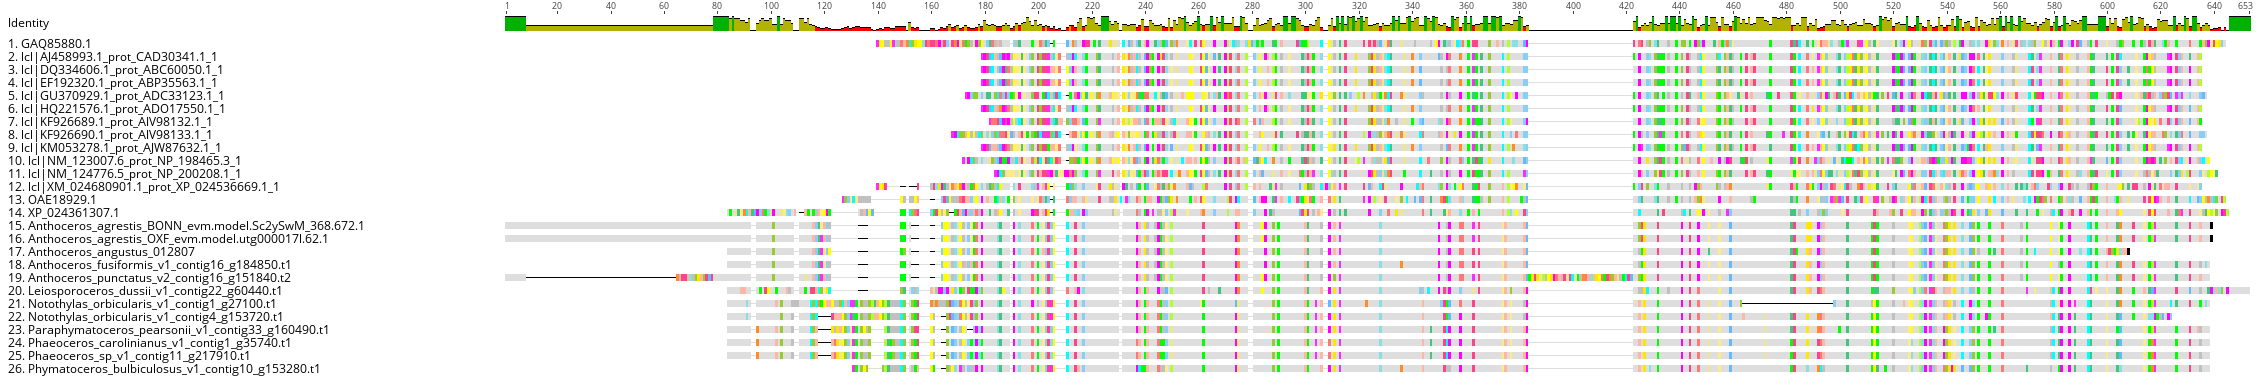 1 20 40 60 80 100 120 140 160 180 200 220 240 260 280 300 320 340 360 380 400 420 440 460 480 500 520 540 560 580 600 620 640 653
Identity
1. GAQ85880.1
2. lcl|AJ458993.1_prot_CAD30341.1_1
3. lcl|DQ334606.1_prot_ABC60050.1_1
4. lcl|EF192320.1_prot_ABP35563.1_1
5. lcl|GU370929.1_prot_ADC33123.1_1
6. lcl|HQ221576.1_prot_ADO17550.1_1
7. lcl|KF926689.1_prot_AIV98132.1_1
8. lcl|KF926690.1_prot_AIV98133.1_1
9. lcl|KM053278.1_prot_AJW87632.1_1
10. lcl|NM_123007.6_prot_NP_198465.3_1
11. lcl|NM_124776.5_prot_NP_200208.1_1
12. lcl|XM_024680901.1_prot_XP_024536669.1_1
13. OAE18929.1
14. XP_024361307.1
15. Anthoceros_agrestis_BONN_evm.model.Sc2ySwM_368.672.1
16. Anthoceros_agrestis_OXF_evm.model.utg000017l.62.1
17. Anthoceros_angustus_012807
18. Anthoceros_fusiformis_v1_contig16_g184850.t1
19. Anthoceros_punctatus_v2_contig16_g151840.t2
20. Leiosporoceros_dussii_v1_contig22_g60440.t1
21. Notothylas_orbicularis_v1_contig1_g27100.t1
22. Notothylas_orbicularis_v1_contig4_g153720.t1
23. Paraphymatoceros_pearsonii_v1_contig33_g160490.t1
24. Phaeoceros_carolinianus_v1_contig1_g35740.t1
25. Phaeoceros_sp_v1_contig11_g217910.t1
26. Phymatoceros_bulbiculosus_v1_contig10_g153280.t1